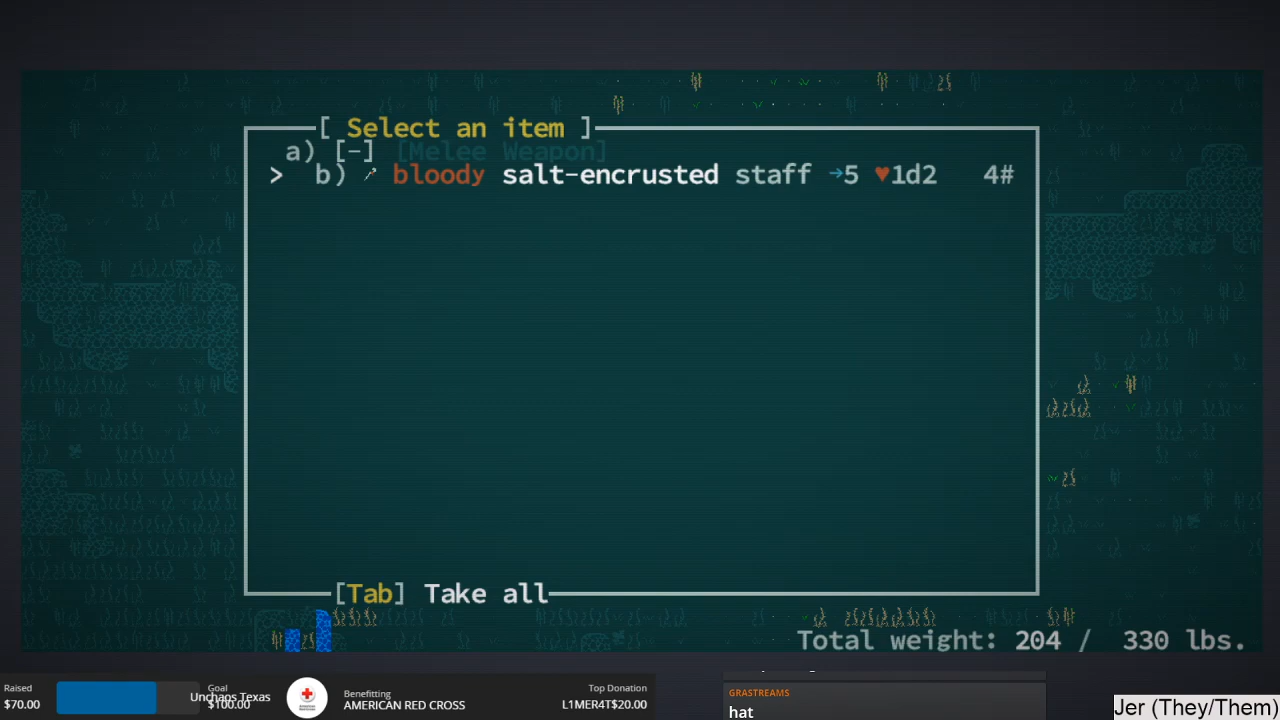 [ Select an item ]
a) [-] [Melee Weapon]
> b) bloody salt-encrusted staff →5 ♥1d2 4#
[Tab] Take all
Total weight: 204 / 330 lbs.
Raised
$70.00
Goal
$100.00
Unchaos Texas
Benefitting
AMERICAN RED CROSS
Top Donation
L1MER4T$20.00
GRASTREAMS
hat
Jer (They/Them)